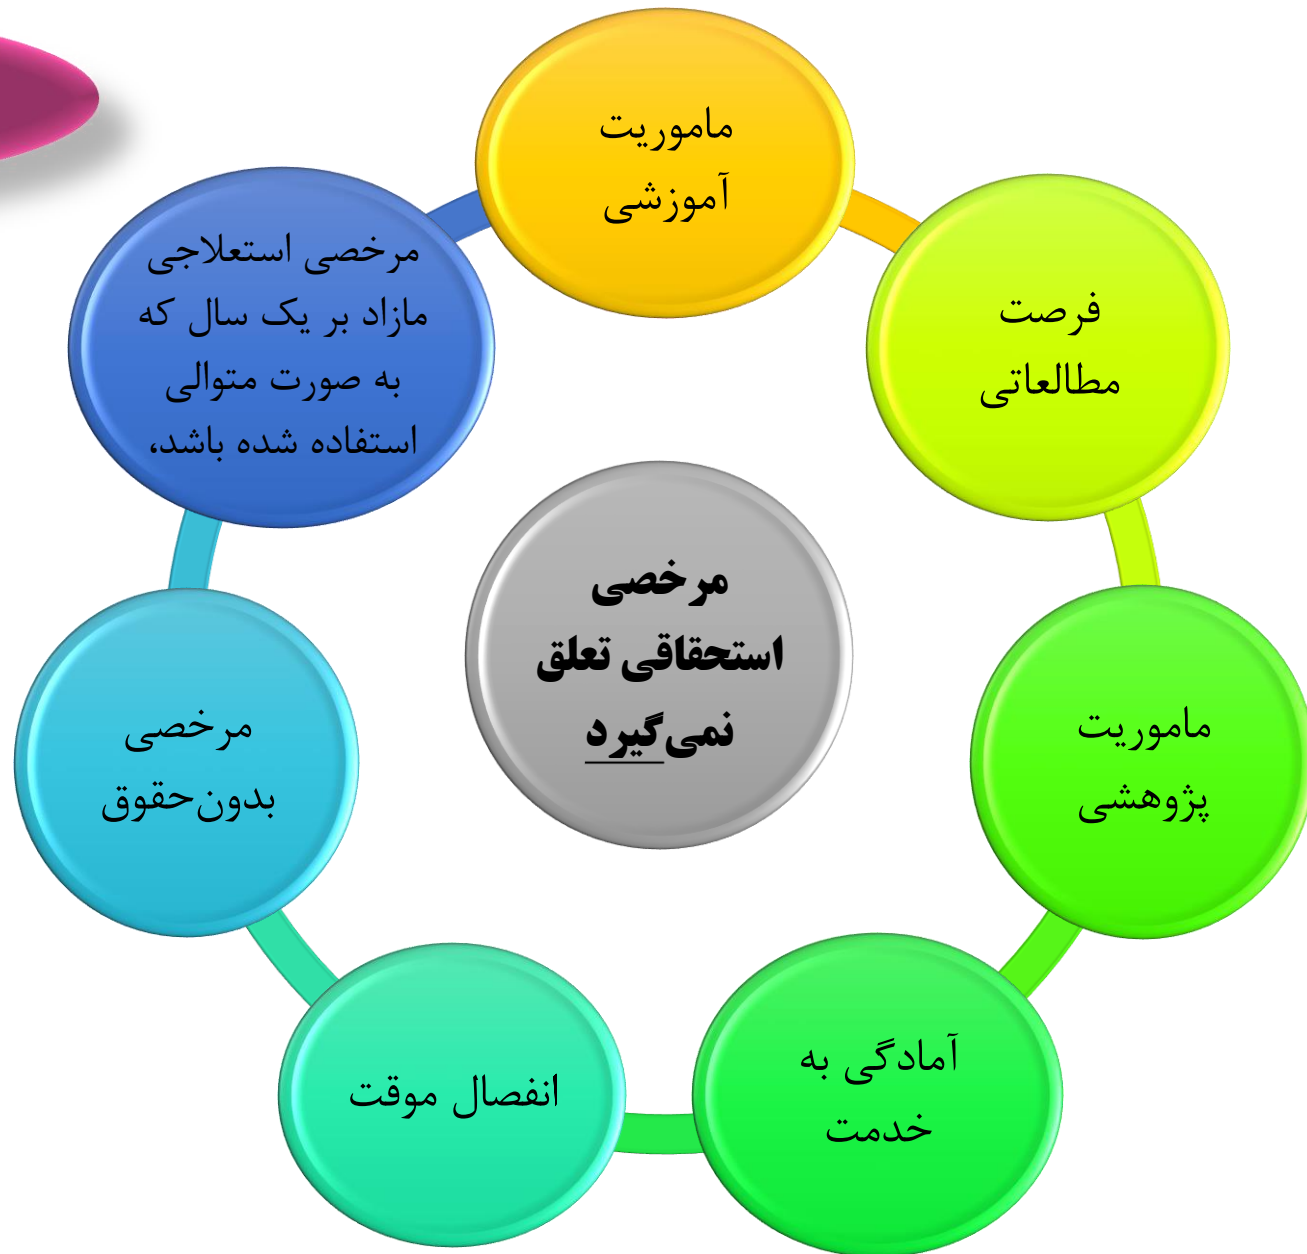 ماموریت
آموزشی
فرصت
مطالعاتی
ماموریت
پژوهشی
آمادگی به
خدمت
انفصال موقت
مرخصی
بدون‌حقوق
مرخصی استعلاجی
مازاد بر یک سال که
به صورت متوالی
استفاده شده باشد،
مرخصی
استحقاقی تعلق
نمی‌گیرد